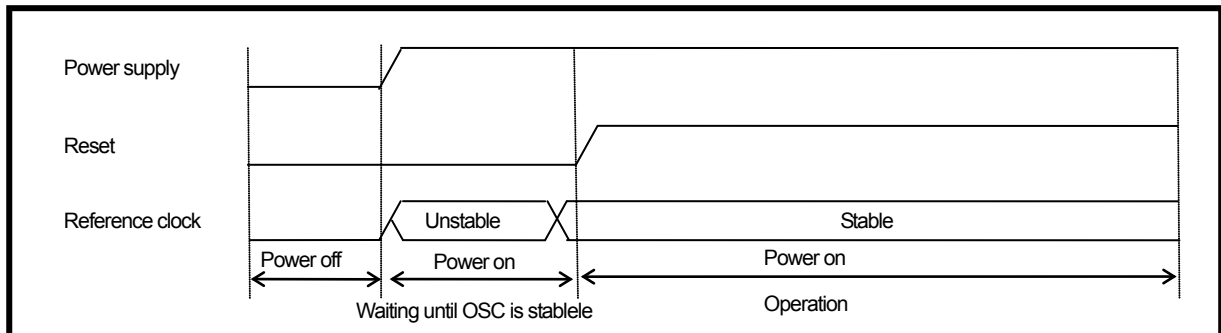 Power supply
Reset
Reference clock
Unstable
Stable
Power off
Power on
Power on
Waiting until OSC is stablele
Operation